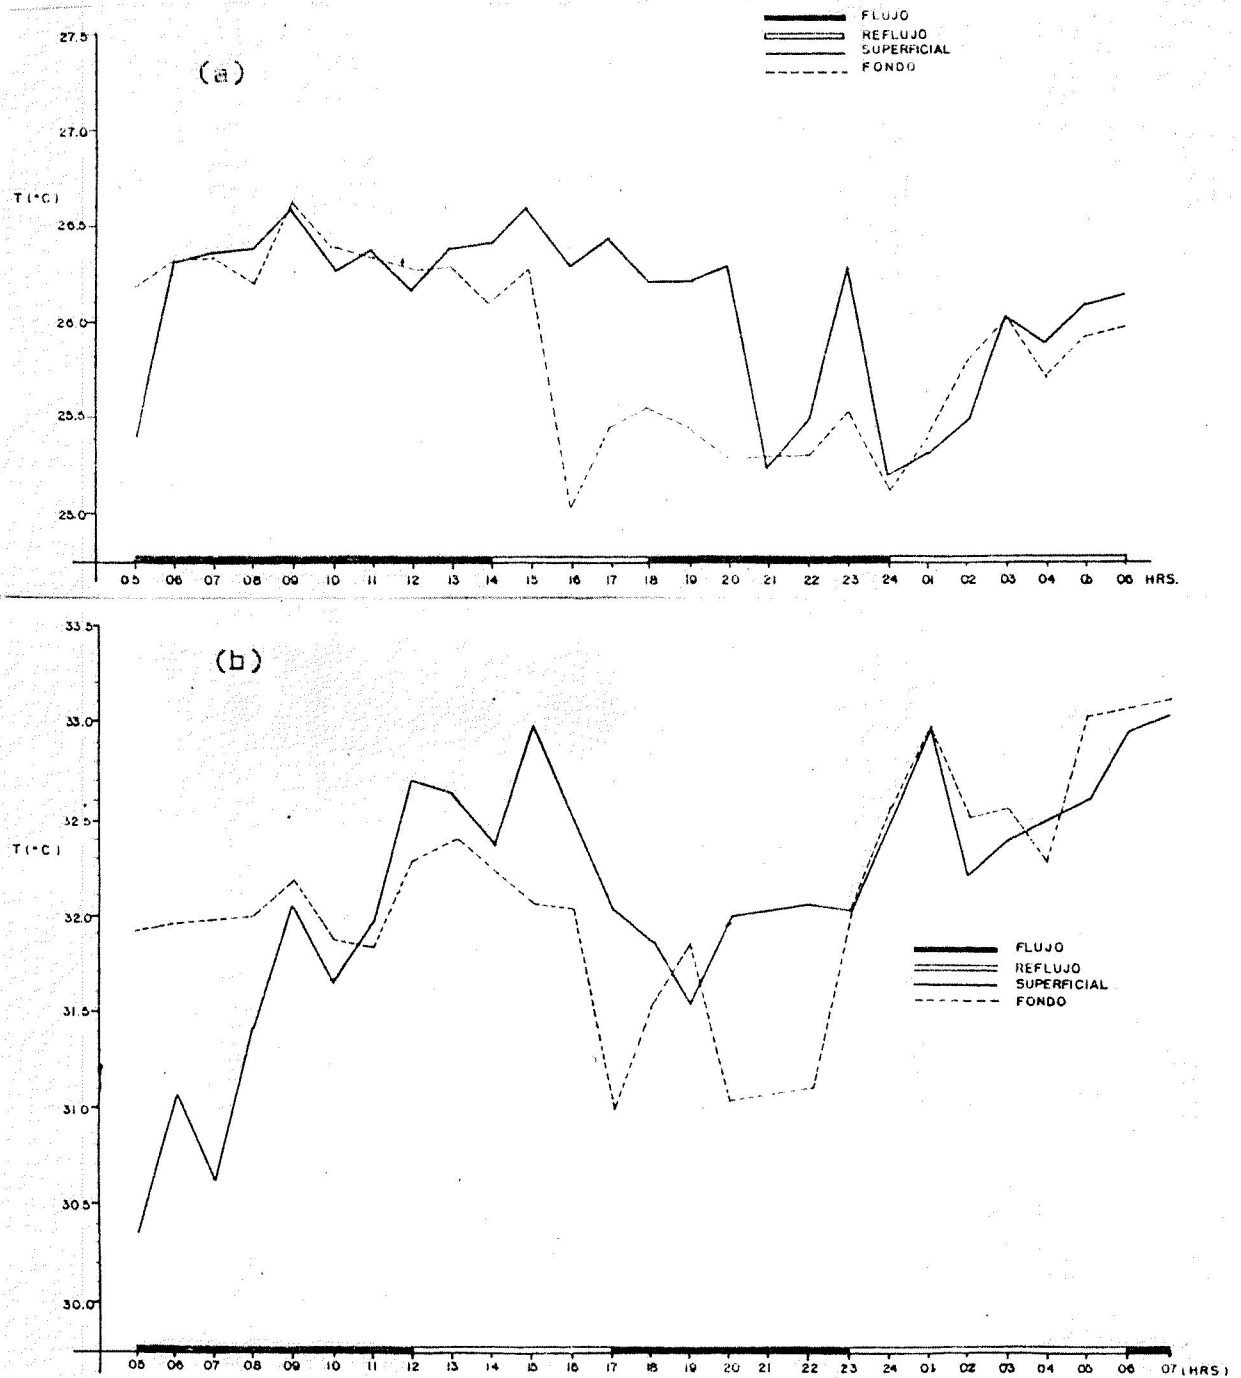 FLUJO
REFLUJO
SUPERFICIAL
FONDO
(a)
27.5
27.0
T (°C)
26.5
26.0
25.5
25.0
05 06 07 08 09 10 11 12 13 14 15 16 17 18 19 20 21 22 23 24 01 02 03 04 05 06 HRS.
33.5
(b)
33.0
32.5
T (°C)
32.0
FLUJO
REFLUJO
SUPERFICIAL
FONDO
31.5
31.0
30.5
30.0
05 06 07 08 09 10 11 12 13 14 15 16 17 18 19 20 21 22 23 24 01 02 03 04 05 06 07 (HRS)